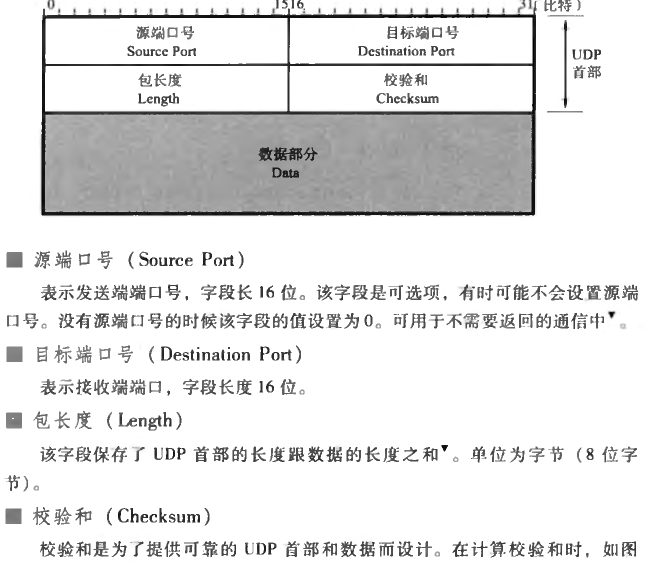 0 15 16 31 (比特)
源端口号 目标端口号
Source Port Destination Port
UDP
首部
包长度 校验和
Length Checksum
数据部分
Data
■ 源端口号（Source Port）
表示发送端端口号，字段长 16 位。该字段是可选项，有时可能不会设置源端
口号。没有源端口号的时候该字段的值设置为 0。可用于不需要返回的通信中▼。
■ 目标端口号（Destination Port）
表示接收端端口，字段长度 16 位。
■ 包长度（Length）
该字段保存了 UDP 首部的长度跟数据的长度之和▼。单位为字节（8 位字
节）。
■ 校验和（Checksum）
校验和是为了提供可靠的 UDP 首部和数据而设计。在计算校验和时，如图